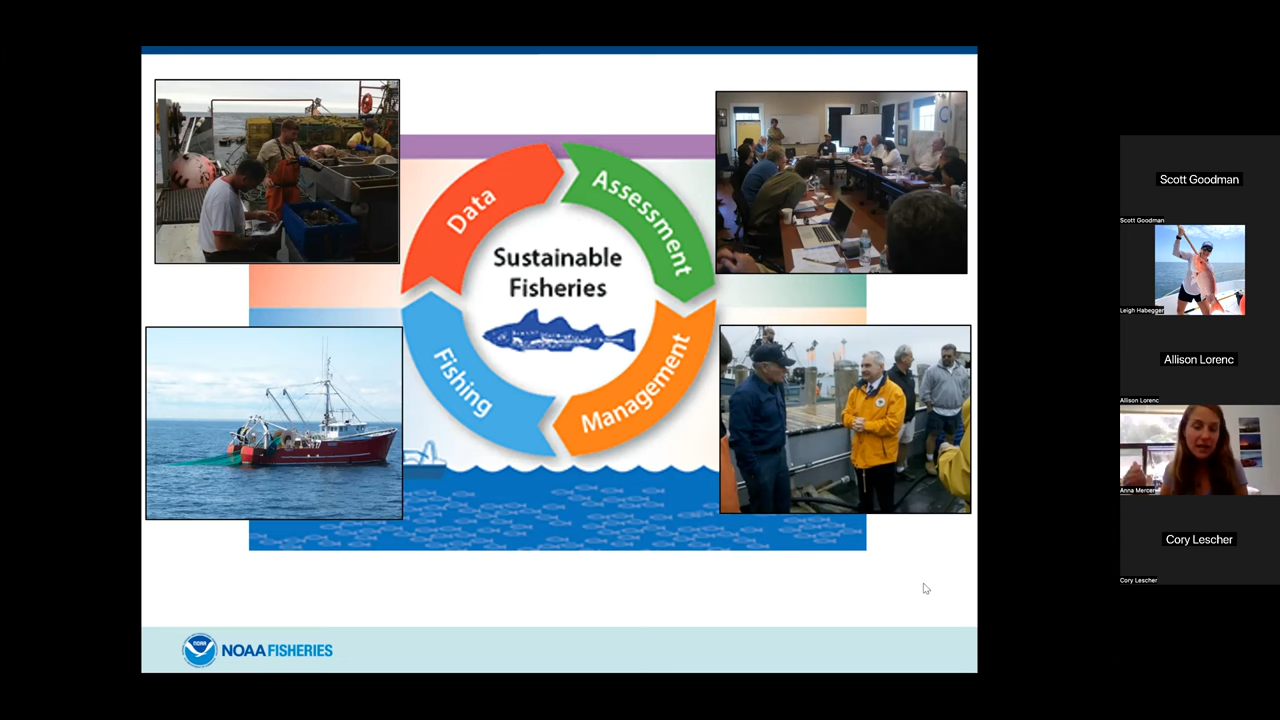 Data
Assessment
Sustainable
Fisheries
Fishing
Management
NOAA
NOAA FISHERIES
Scott Goodman
Scott Goodman
Leigh Habegger
Allison Lorenc
Allison Lorenc
Anna Mercer
Cory Lescher
Cory Lescher